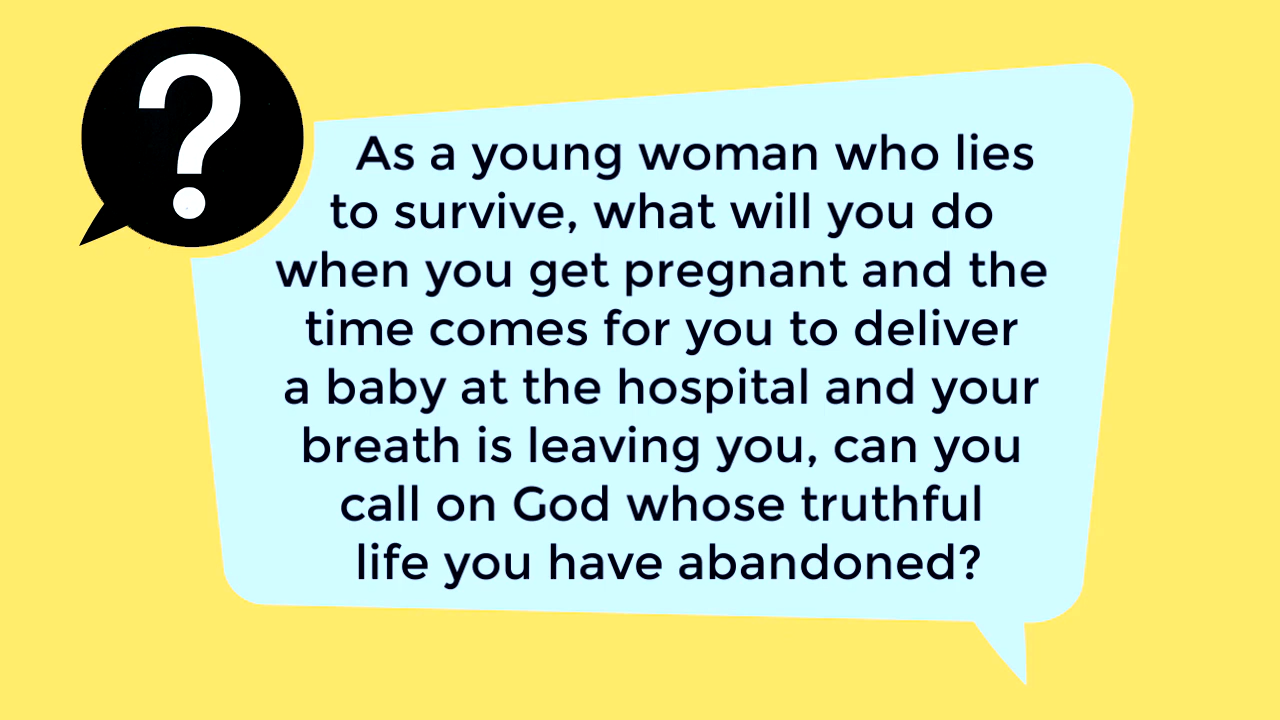 ?
As a young woman who lies
to survive, what will you do
when you get pregnant and the
time comes for you to deliver
a baby at the hospital and your
breath is leaving you, can you
call on God whose truthful
life you have abandoned?